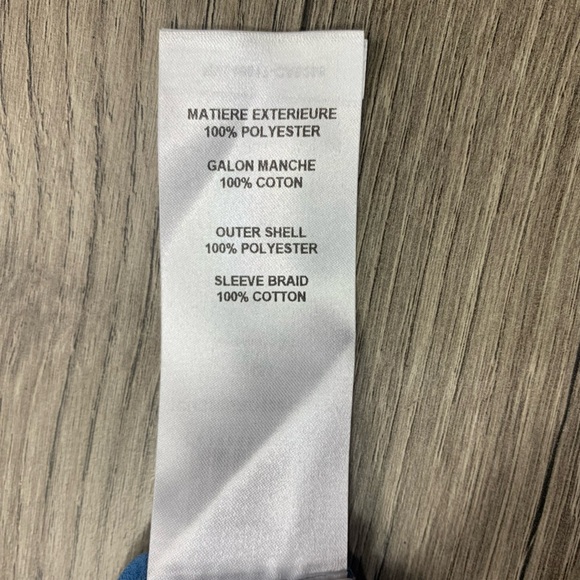 MATIERE EXTERIEURE
100% POLYESTER
GALON MANCHE
100% COTON
OUTER SHELL
100% POLYESTER
SLEEVE BRAID
100% COTTON